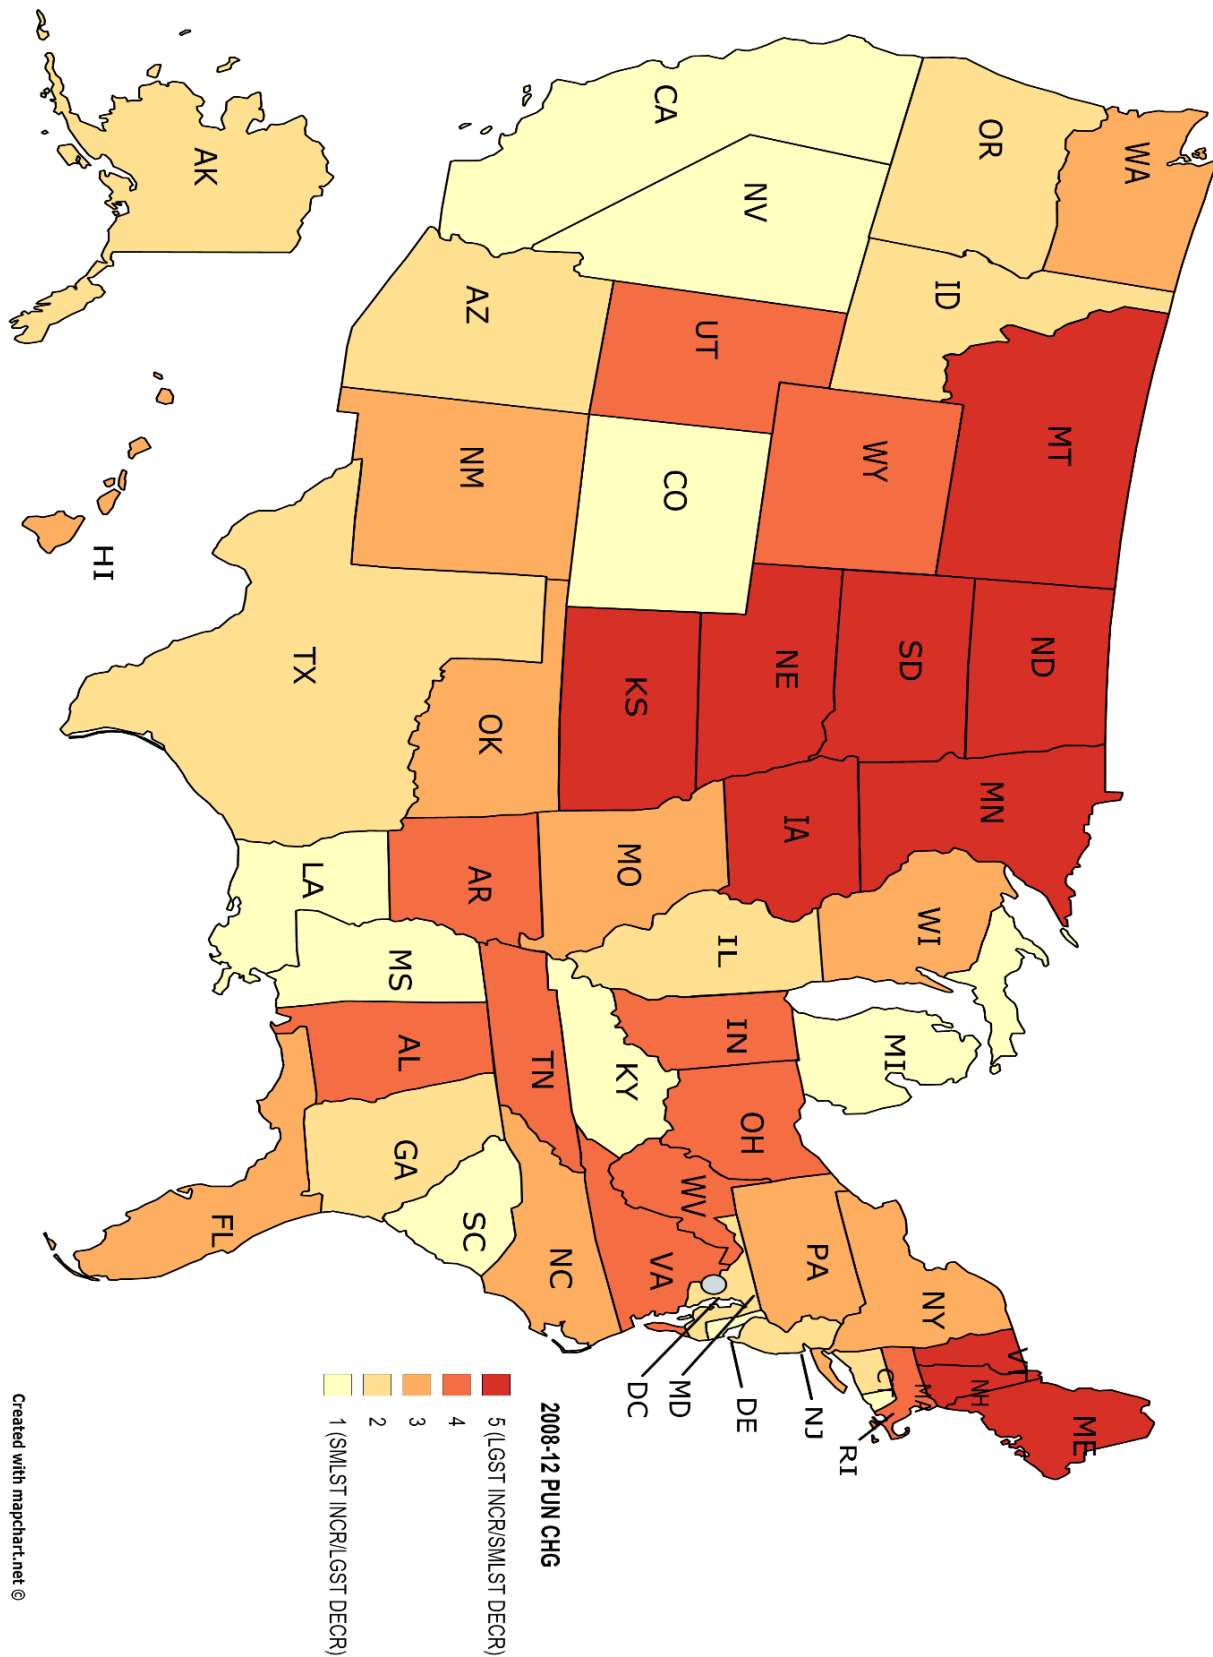 WA
OR
CA
NV
ID
MT
WY
UT
AZ
CO
NM
ND
SD
NE
KS
OK
TX
MN
IA
MO
AR
LA
WI
IL
MS
MI
IN
KY
TN
AL
OH
WV
VA
GA
SC
NC
FL
PA
NY
VT
NH
ME
MA
CT
RI
NJ
DE
MD
DC
AK
HI
2008-12 PUN CHG
5 (LGST INCR/SMLST DECR)
4
3
2
1 (SMLST INCR/LGST DECR)
Created with mapchart.net ©